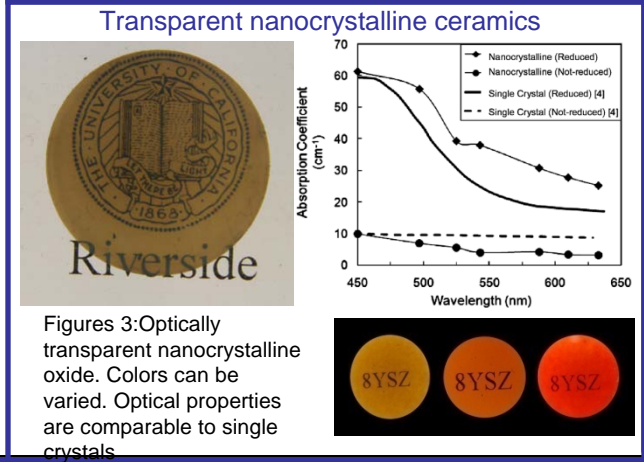 Transparent nanocrystalline ceramics
THE UNIVERSITY OF CALIFORNIA
LET THERE BE
LIGHT
·1868·
Riverside
70
60
50
40
30
20
10
0
Absorption Coefficient
(cm⁻¹)
Nanocrystalline (Reduced)
Nanocrystalline (Not-reduced)
Single Crystal (Reduced) [4]
Single Crystal (Not-reduced) [4]
450 500 550 600 650
Wavelength (nm)
Figures 3:Optically
transparent nanocrystalline
oxide. Colors can be
varied. Optical properties
are comparable to single
crystals
8YSZ 8YSZ 8YSZ